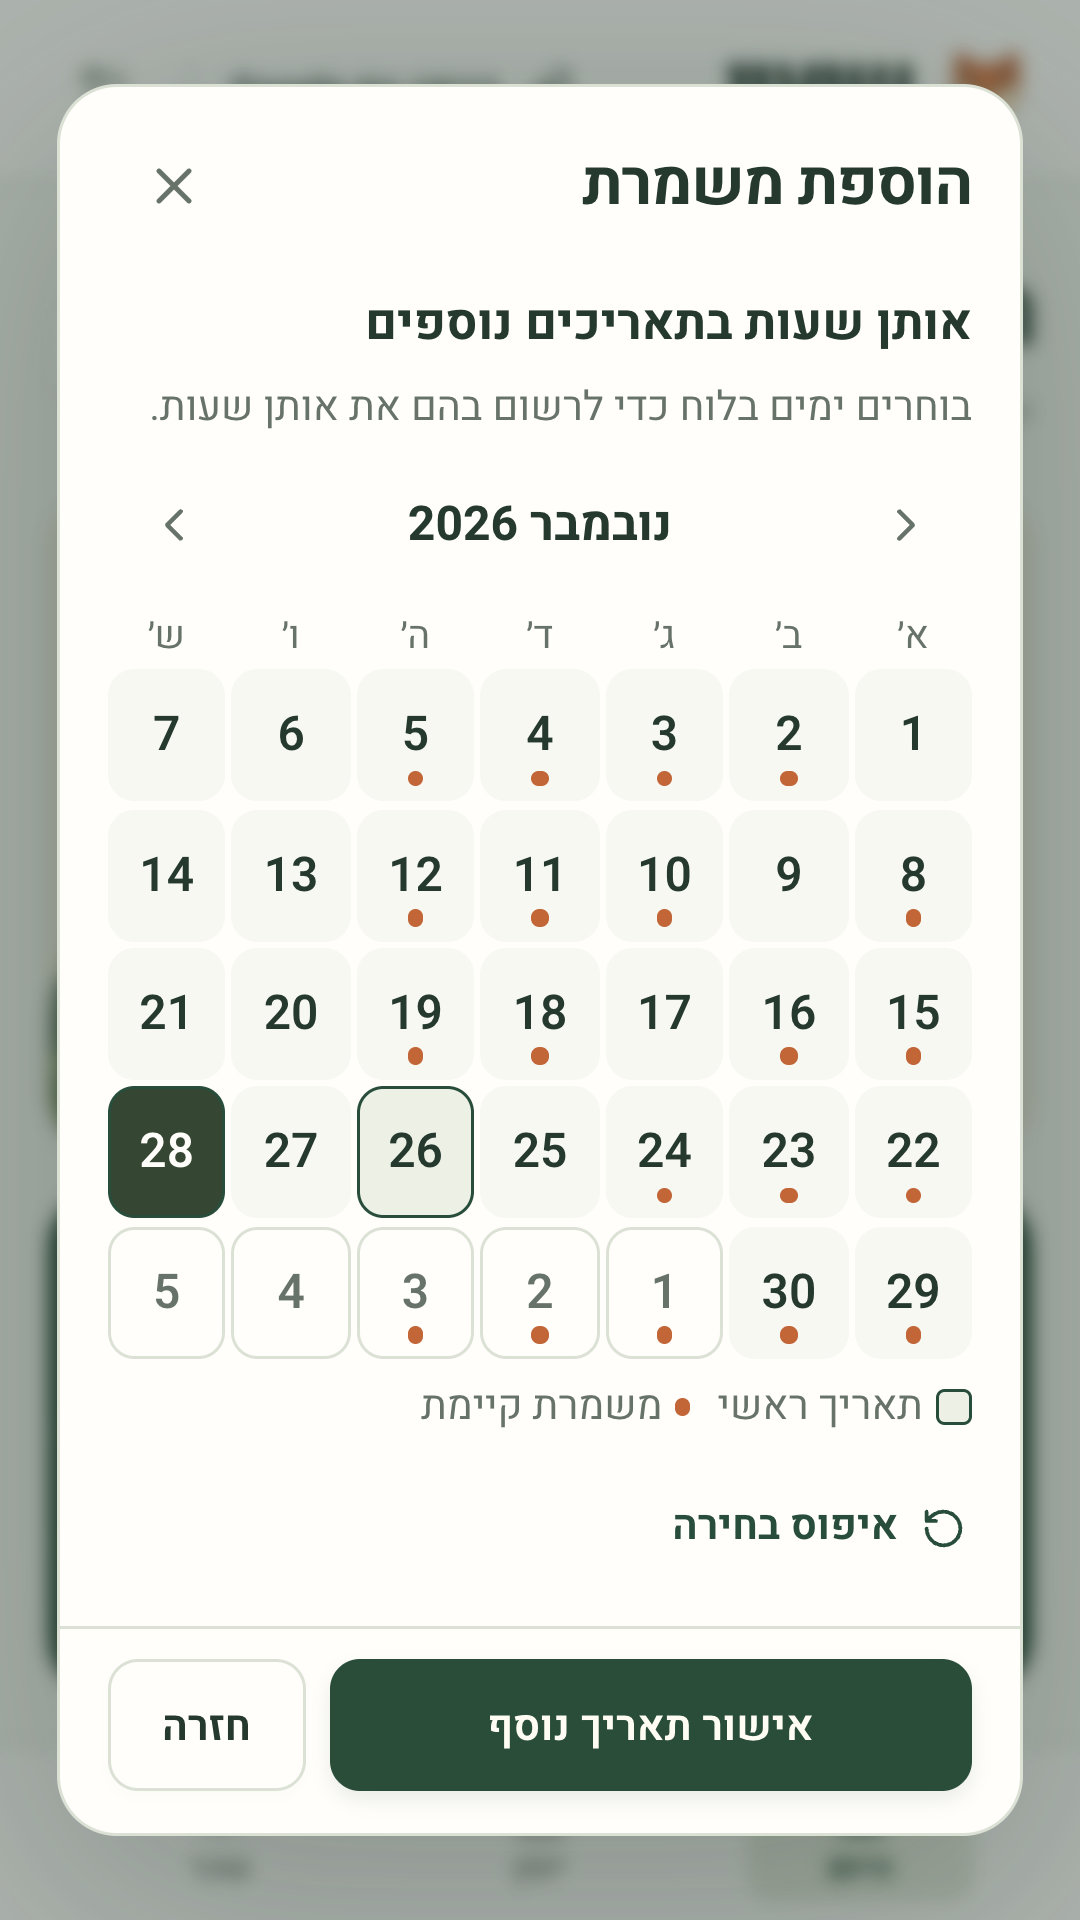 הוספת משמרת
אותן שעות בתאריכים נוספים
בוחרים ימים בלוח כדי לרשום בהם את אותן שעות.
נובמבר 2026
א׳ ב׳ ג׳ ד׳ ה׳ ו׳ ש׳
1 2 3 4 5 6 7
8 9 10 11 12 13 14
15 16 17 18 19 20 21
22 23 24 25 26 27 28
29 30 1 2 3 4 5
תאריך ראשי משמרת קיימת
איפוס בחירה
אישור תאריך נוסף חזרה